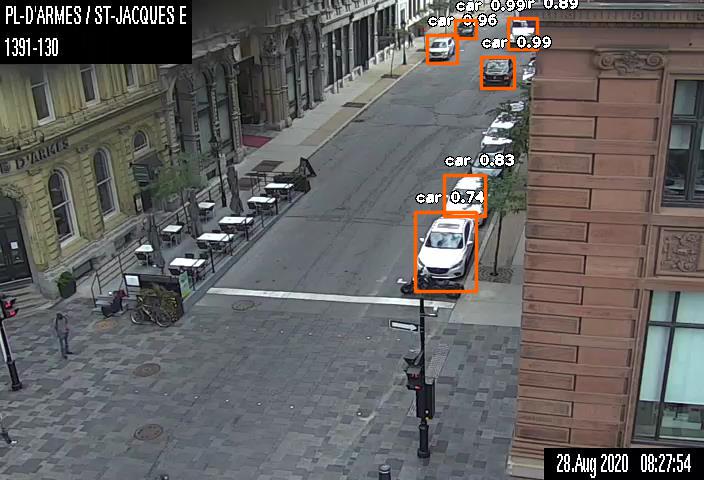 PL-D'ARMES / ST-JACQUES E
1391-130
car 0.99
0.89
car 0.96
car 0.99
car 0.83
car 0.74
D'ARMES
28.Aug 2020 08:27:54